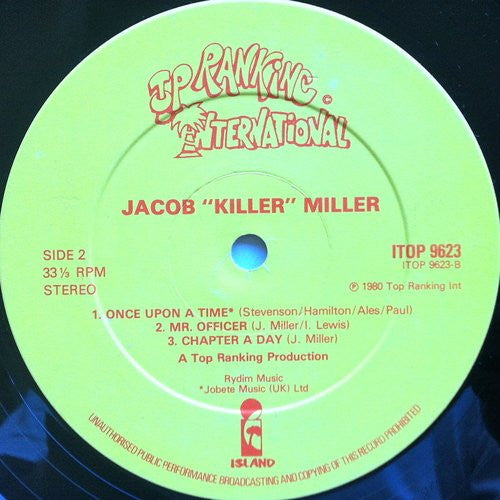 TOP RANKING ©
INTERNATIONAL
JACOB "KILLER" MILLER
SIDE 2
33⅓ RPM
STEREO
ITOP 9623
ITOP 9623-B
℗ 1980 Top Ranking Int
1. ONCE UPON A TIME* (Stevenson/Hamilton/Ales/Paul)
2. MR. OFFICER (J. Miller/I. Lewis)
3. CHAPTER A DAY (J. Miller)
A Top Ranking Production
Rydim Music
*Jobete Music (UK) Ltd
ISLAND
UNAUTHORISED PUBLIC PERFORMANCE BROADCASTING AND COPYING OF THIS RECORD PROHIBITED